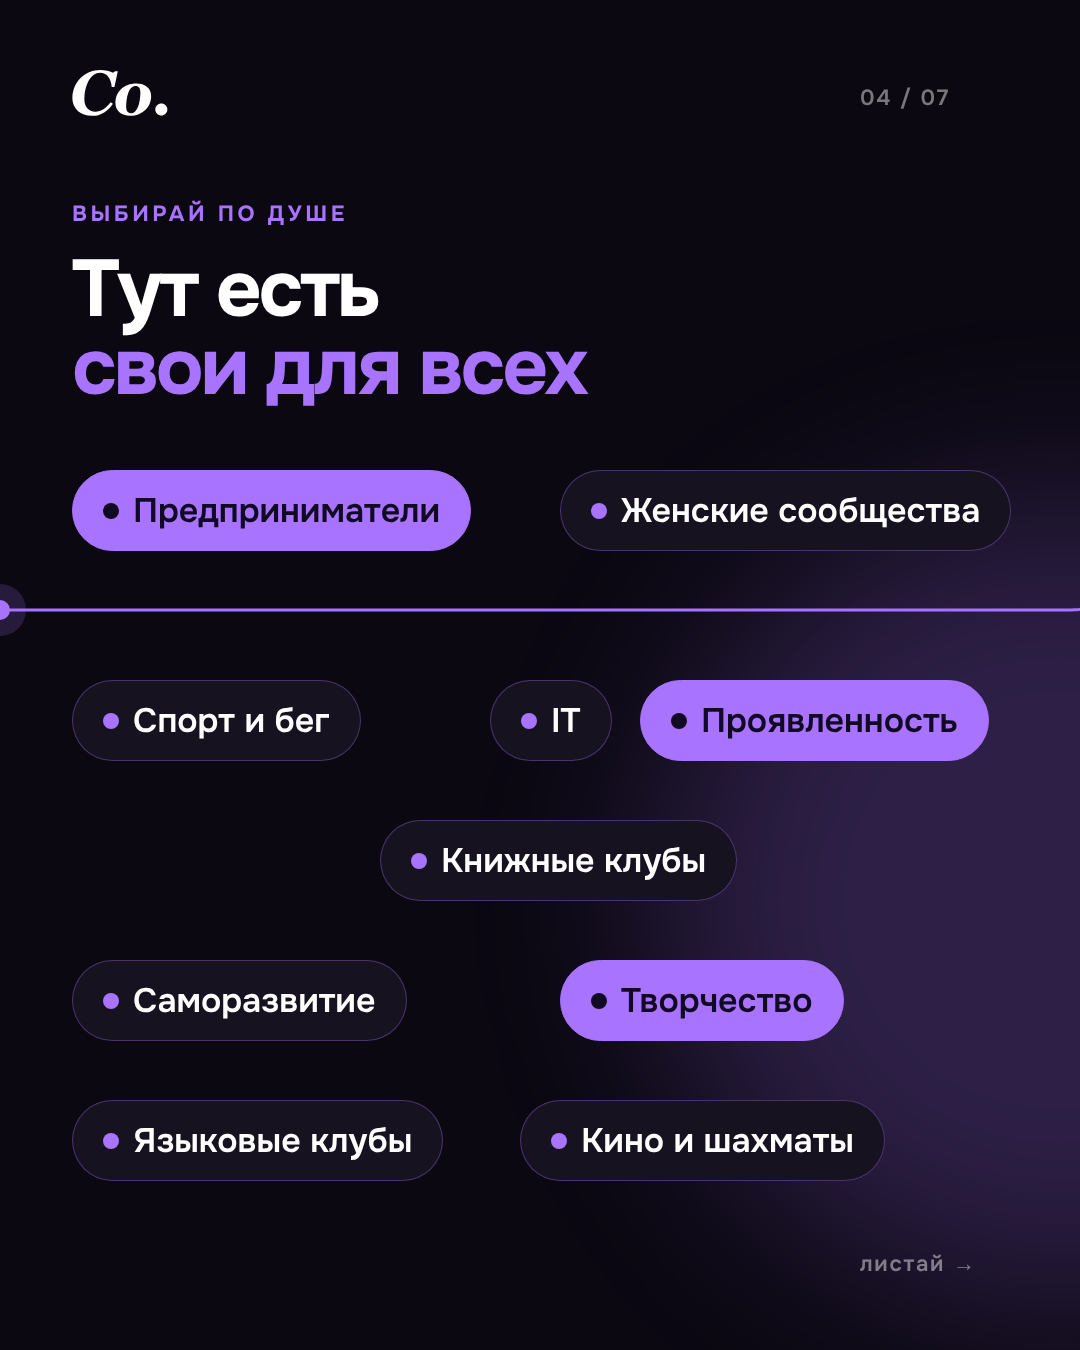 Co.
04 / 07
ВЫБИРАЙ ПО ДУШЕ
Тут есть
свои для всех
Предприниматели
Женские сообщества
Спорт и бег
IT
Проявленность
Книжные клубы
Саморазвитие
Творчество
Языковые клубы
Кино и шахматы
листай →